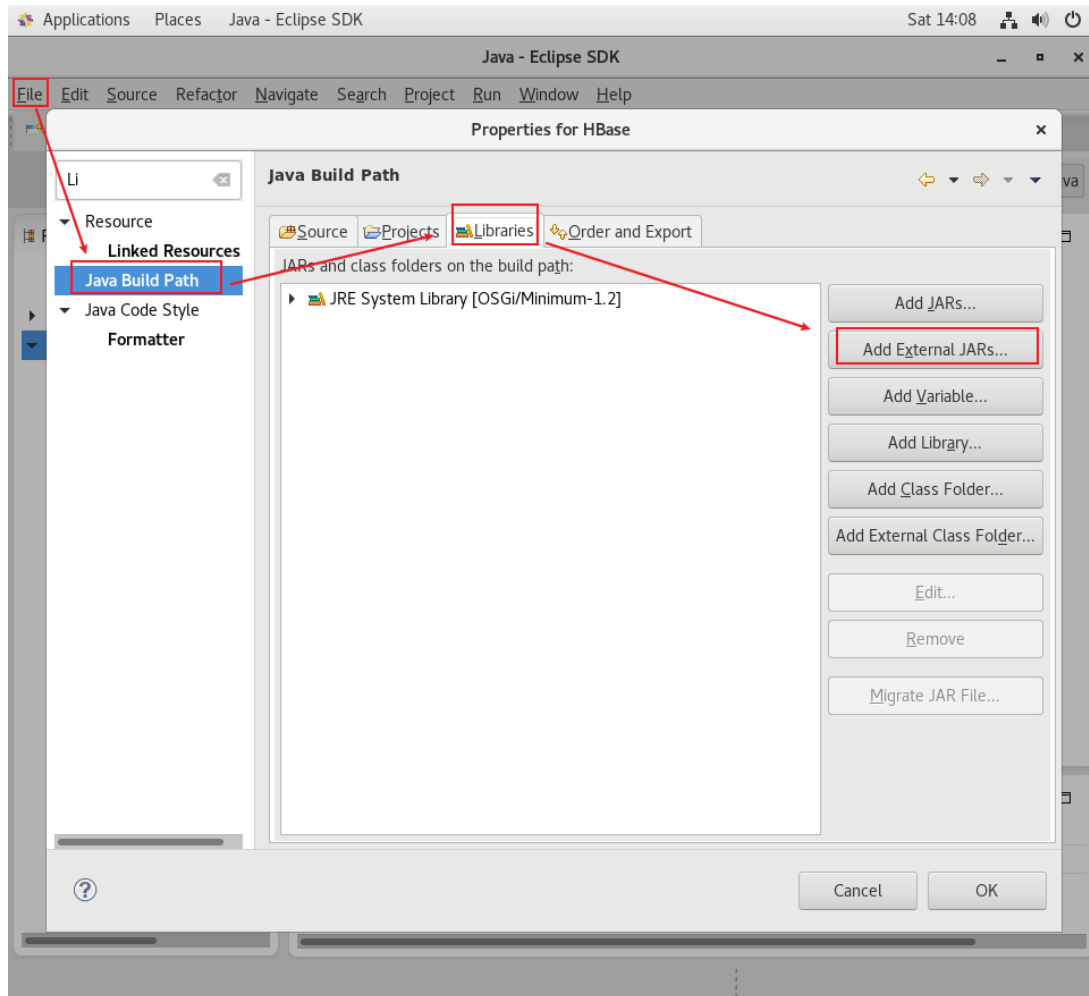 Applications Places Java - Eclipse SDK Sat 14:08
Java - Eclipse SDK
File Edit Source Refactor Navigate Search Project Run Window Help
Properties for HBase
Li
Java Build Path
va
Resource
Linked Resources
Java Build Path
Java Code Style
Formatter
Source Projects Libraries Order and Export
JARs and class folders on the build path:
JRE System Library [OSGi/Minimum-1.2]
Add JARs...
Add External JARs...
Add Variable...
Add Library...
Add Class Folder...
Add External Class Folder...
Edit...
Remove
Migrate JAR File...
Cancel OK